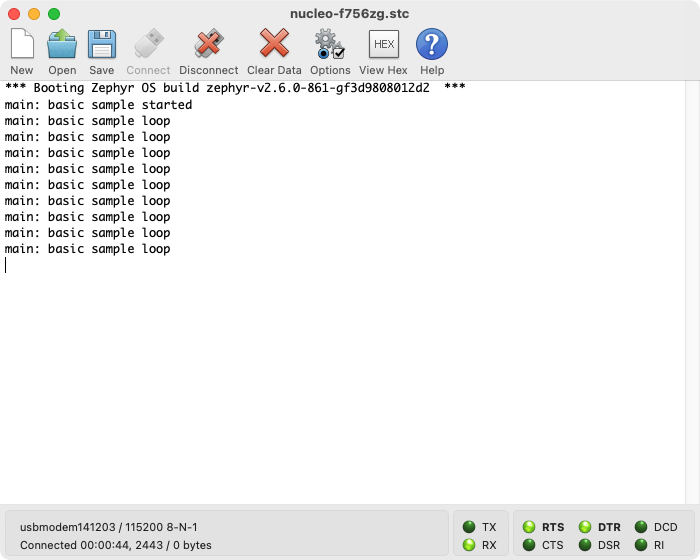 nucleo-f756zg.stc
New Open Save Connect Disconnect Clear Data Options HEX View Hex Help
*** Booting Zephyr OS build zephyr-v2.6.0-861-gf3d9808012d2  ***
main: basic sample started
main: basic sample loop
main: basic sample loop
main: basic sample loop
main: basic sample loop
main: basic sample loop
main: basic sample loop
main: basic sample loop
main: basic sample loop
main: basic sample loop
usbmodem141203 / 115200 8-N-1
Connected 00:00:44, 2443 / 0 bytes
TX RTS DTR DCD
RX CTS DSR RI